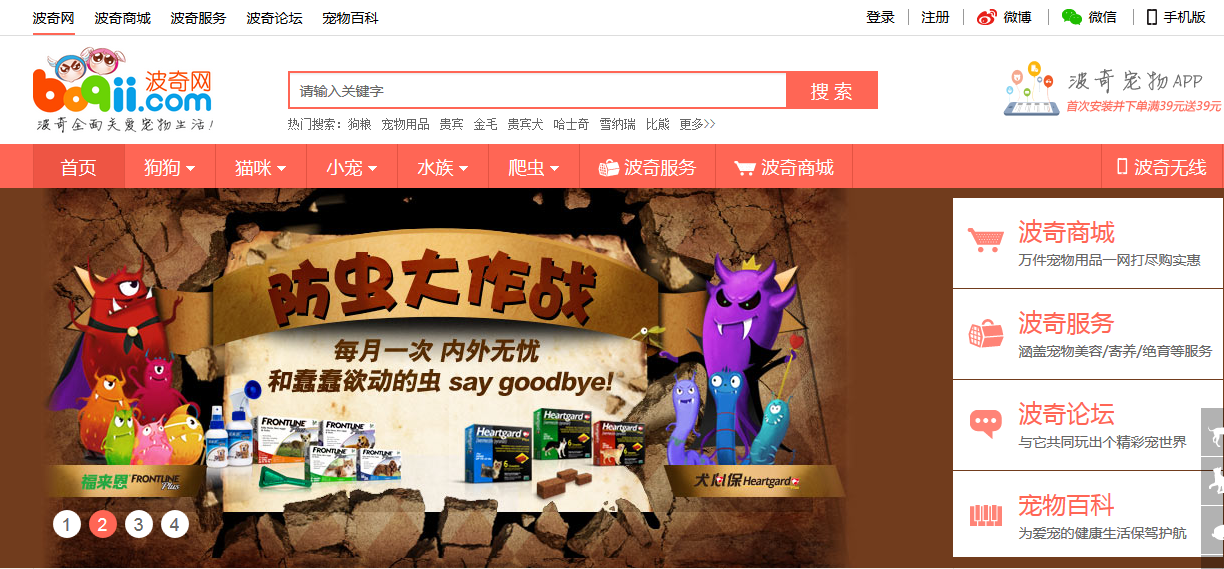 波奇网 波奇商城 波奇服务 波奇论坛 宠物百科
登录 注册 微博 微信 手机版
boqii.com 波奇网
波奇全面关爱宠物生活！
请输入关键字
搜 索
热门搜索： 狗粮 宠物用品 贵宾 金毛 贵宾犬 哈士奇 雪纳瑞 比熊 更多>>
波奇宠物APP
首次安装并下单满39元送39元
首页 狗狗 猫咪 小宠 水族 爬虫 波奇服务 波奇商城 波奇无线
防虫大作战
每月一次 内外无忧
和蠢蠢欲动的虫 say goodbye!
FRONTLINE
FRONTLINE
Heartgard
Heartgard
Heartgard
福来恩 FRONTLINE Plus
犬心保 Heartgard
1 2 3 4
波奇商城
万件宠物用品一网打尽购实惠
波奇服务
涵盖宠物美容/寄养/绝育等服务
波奇论坛
与它共同玩出个精彩宠世界
宠物百科
为爱宠的健康生活保驾护航